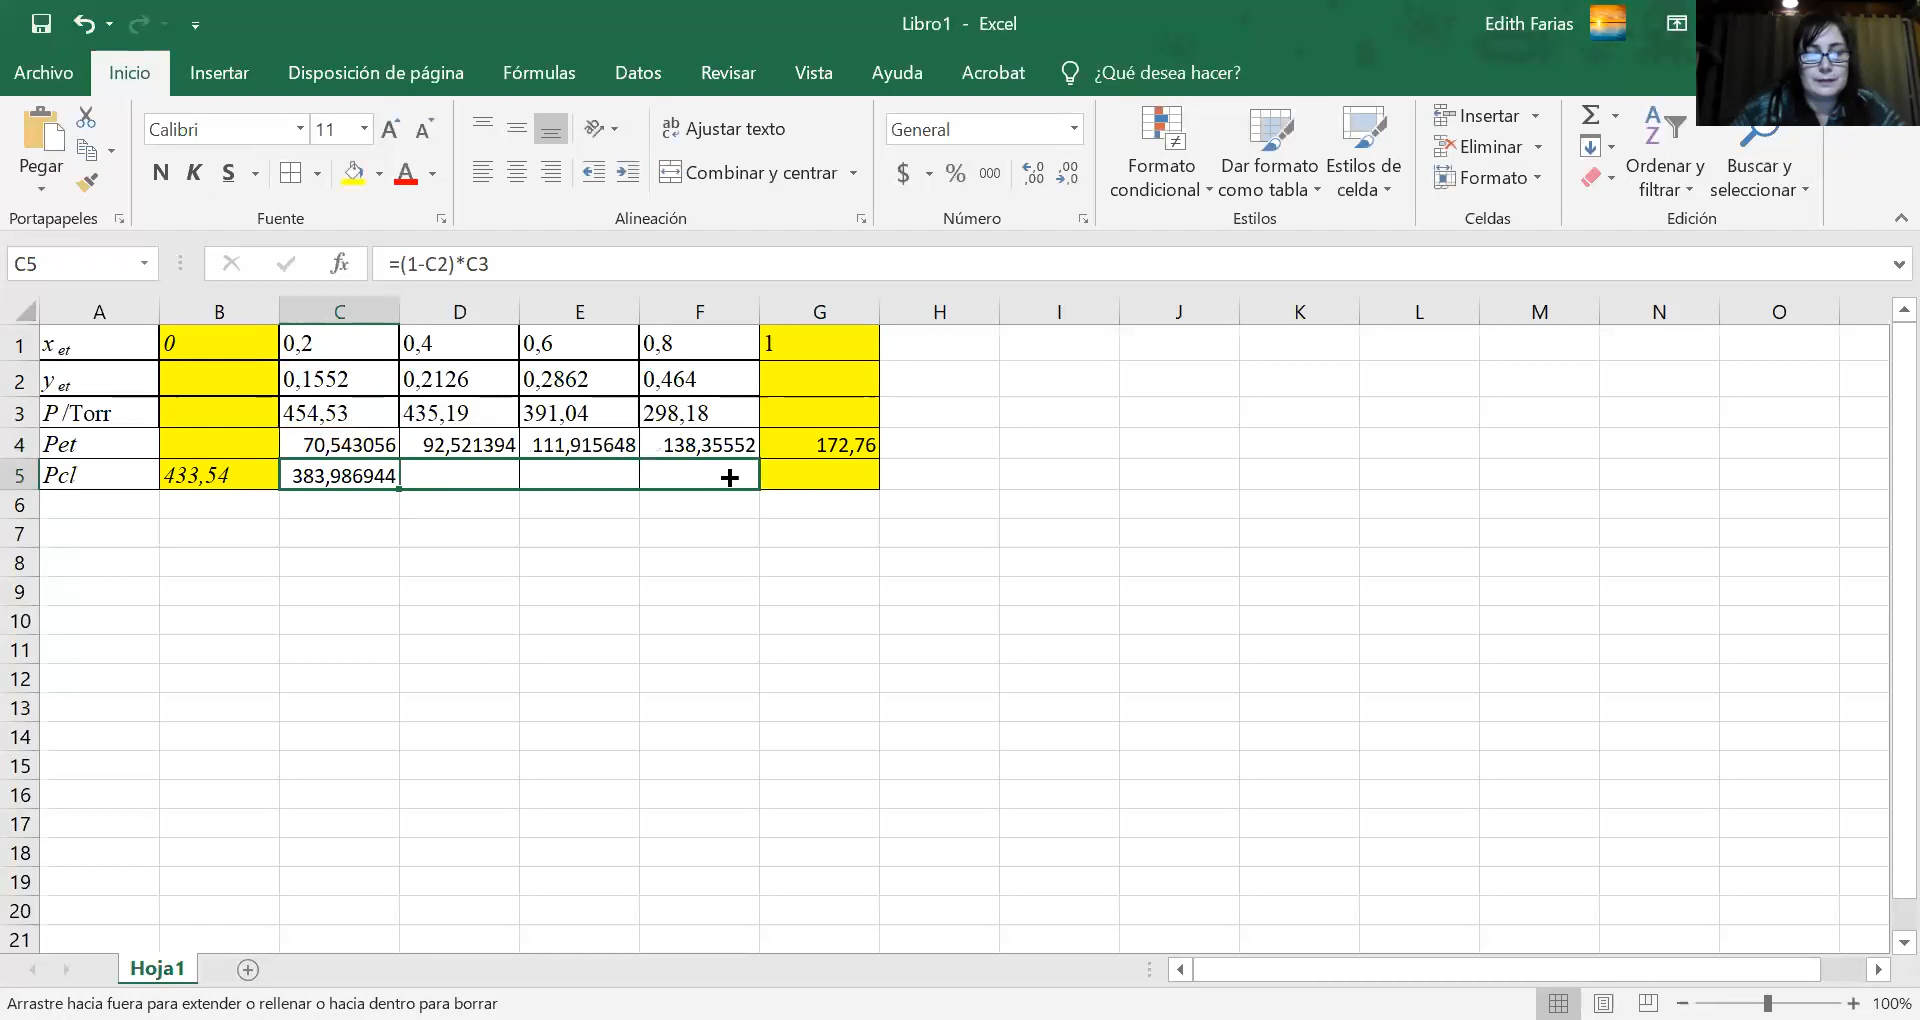 Libro1 - Excel
Edith Farias
Archivo Inicio Insertar Disposición de página Fórmulas Datos Revisar Vista Ayuda Acrobat ¿Qué desea hacer?
Pegar
Portapapeles
Calibri 11
N K S
Fuente
Ajustar texto
Combinar y centrar
Alineación
General
$ % 000
Número
Formato condicional
Dar formato como tabla
Estilos de celda
Estilos
Insertar
Eliminar
Formato
Celdas
Ordenar y filtrar
Buscar y seleccionar
Edición
C5 fx =(1-C2)*C3
A B C D E F G H I J K L M N O
1 x et 0 0,2 0,4 0,6 0,8 1
2 y et 0,1552 0,2126 0,2862 0,464
3 P /Torr 454,53 435,19 391,04 298,18
4 Pet 70,543056 92,521394 111,915648 138,35552 172,76
5 Pcl 433,54 383,986944
6
7
8
9
10
11
12
13
14
15
16
17
18
19
20
21
Hoja1
Arrastre hacia fuera para extender o rellenar o hacia dentro para borrar
100%